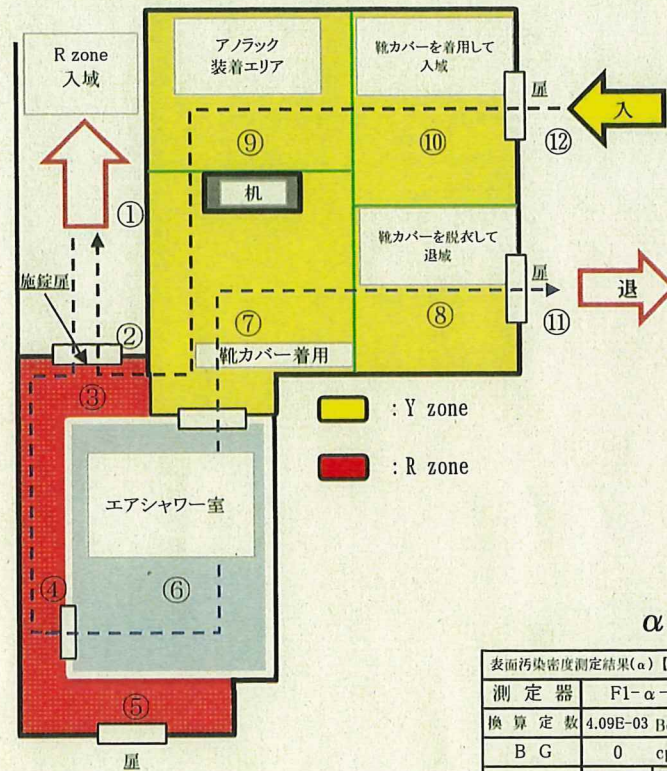 R zone
入域
アノラック
装着エリア
靴カバーを着用して
入域
扉
入
⑨
⑩
⑫
机
①
靴カバーを脱衣して
退域
扉
退
施錠扉
②
⑦
⑧
⑪
靴カバー着用
③
: Y zone
: R zone
エアシャワー室
④
⑥
⑤
扉
α
表面汚染密度測定結果(α)
測 定 器 F1-α-
換 算 定 数 4.09E-03
B G 0